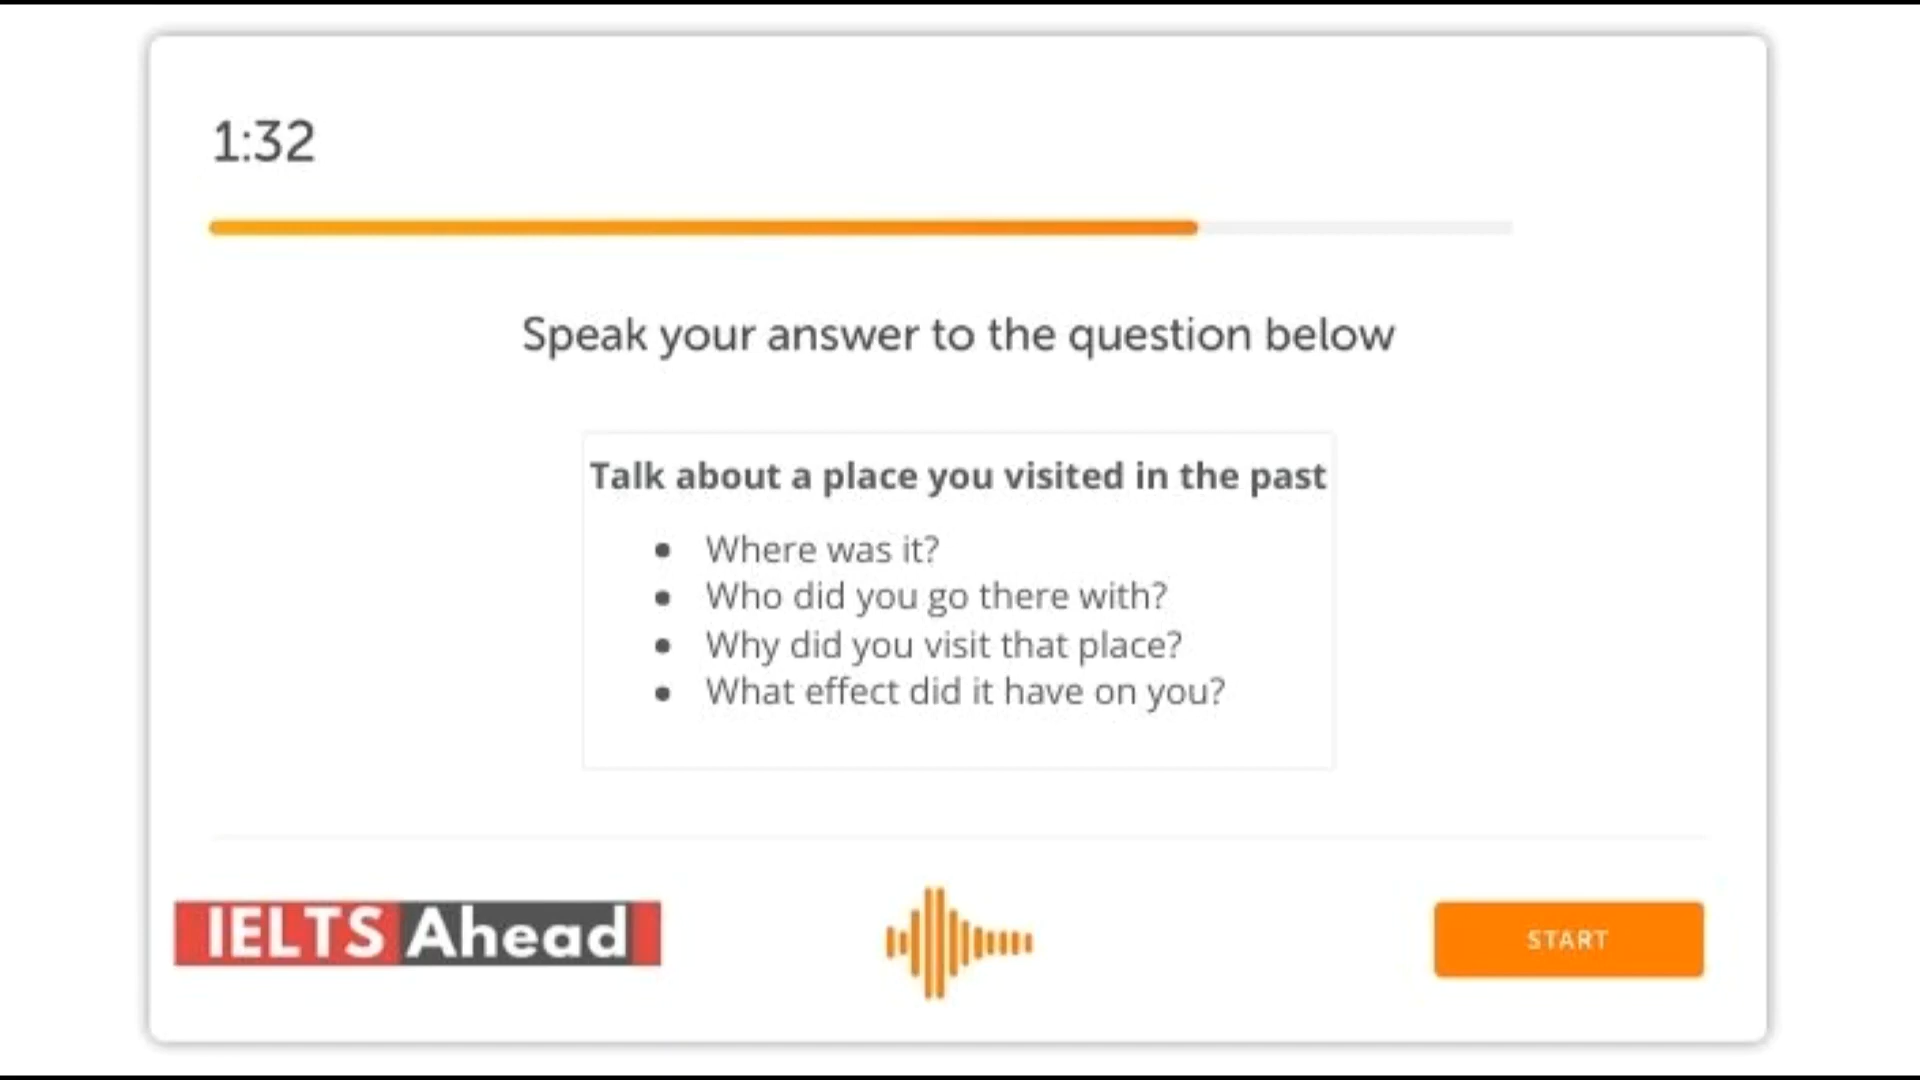 1:32
Speak your answer to the question below
Talk about a place you visited in the past
• Where was it?
• Who did you go there with?
• Why did you visit that place?
• What effect did it have on you?
IELTS Ahead
START